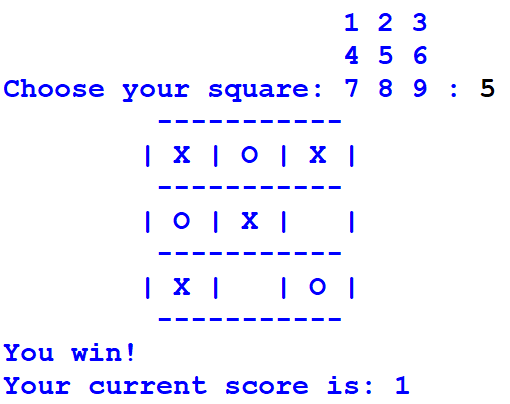 1 2 3
                    4 5 6
Choose your square: 7 8 9 : 5
         -----------
        | X | O | X |
         -----------
        | O | X |   |
         -----------
        | X |   | O |
         -----------
You win!
Your current score is: 1